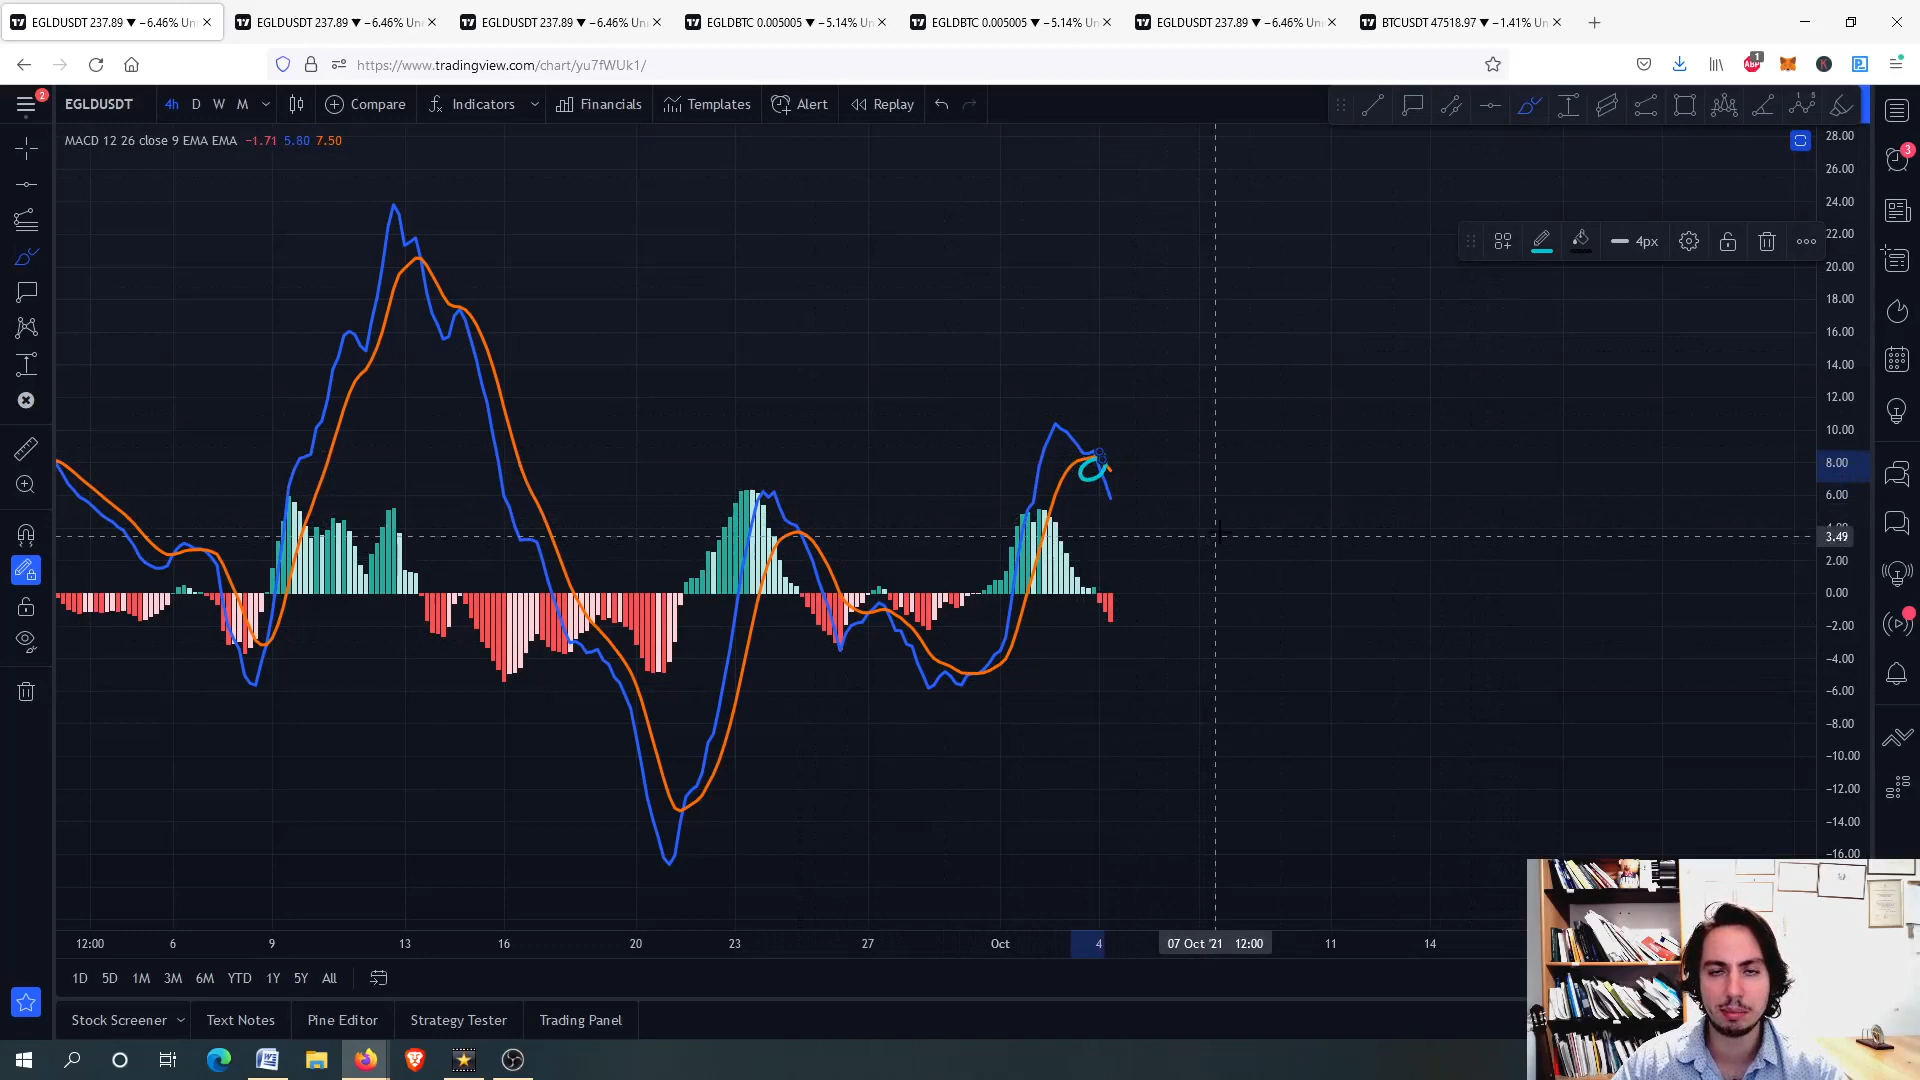 EGLDUSDT 237.89 ▼ −6.46% Un
EGLDUSDT 237.89 ▼ −6.46% Un
EGLDUSDT 237.89 ▼ −6.46% Un
EGLDBTC 0.005005 ▼ −5.14% U
EGLDBTC 0.005005 ▼ −5.14% U
EGLDUSDT 237.89 ▼ −6.46% Un
BTCUSDT 47518.97 ▼ −1.41% Un
https://www.tradingview.com/chart/yu7fWUk1/
1
ABP
K
P
2
EGLDUSDT
4h D W M
Compare
Indicators
Financials
Templates
Alert
Replay
MACD 12 26 close 9 EMA EMA −1.71 5.80 7.50
4px
3
28.00
26.00
24.00
22.00
20.00
18.00
16.00
14.00
12.00
10.00
8.00
6.00
3.49
2.00
0.00
−2.00
−4.00
−6.00
−8.00
−10.00
−12.00
−14.00
−16.00
12:00 6 9 13 16 20 23 27 Oct 4 07 Oct '21 12:00 11 14
1D 5D 1M 3M 6M YTD 1Y 5Y All
Stock Screener Text Notes Pine Editor Strategy Tester Trading Panel